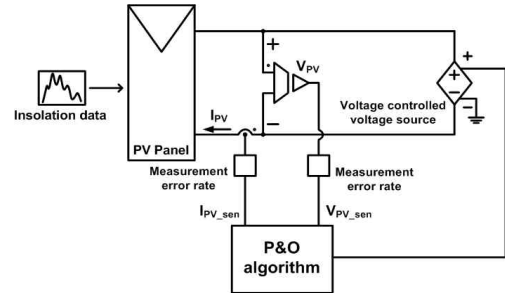 +
V_PV
+
+
−
−
Voltage controlled
voltage source
Insolation data
I_PV
−
PV Panel
Measurement
error rate
Measurement
error rate
I_PV_sen
V_PV_sen
P&O
algorithm